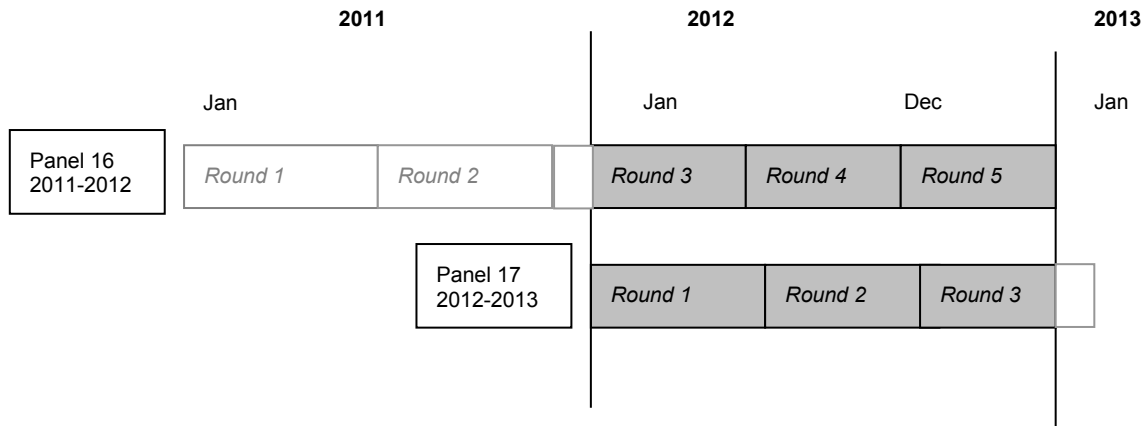 2011 2012 2013
Jan Jan Dec Jan
Panel 16
2011-2012
Round 1 Round 2 Round 3 Round 4 Round 5
Panel 17
2012-2013
Round 1 Round 2 Round 3